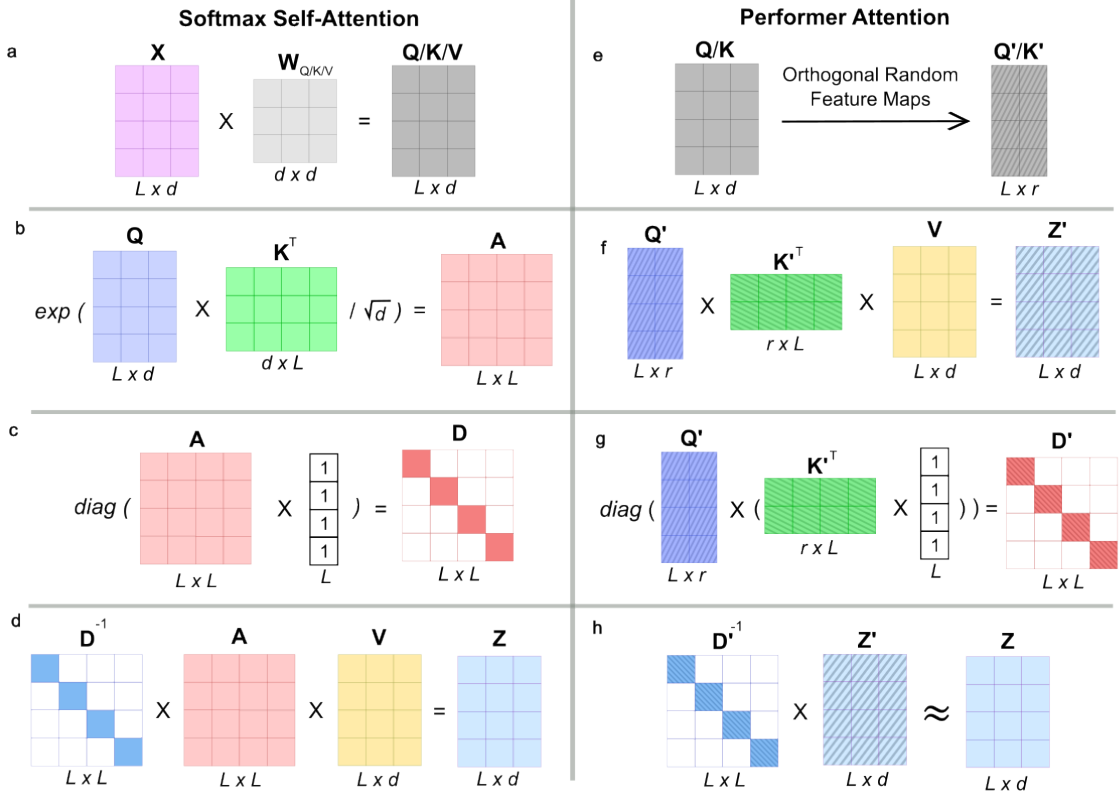 Softmax Self-Attention
a
X
W Q/K/V
Q/K/V
X
=
L x d
d x d
L x d
b
Q
K^T
A
exp (
X
/ √d ) =
L x d
d x L
L x L
c
A
D
diag (
X
1
1
1
1
) =
L x L
L
L x L
d
D^-1
A
V
Z
X
X
=
L x L
L x L
L x d
L x d
Performer Attention
e
Q/K
Q'/K'
Orthogonal Random
Feature Maps
L x d
L x r
f
Q'
K'^T
V
Z'
X
X
=
L x r
r x L
L x d
L x d
g
Q'
K'^T
D'
diag (
X (
X
1
1
1
1
) ) =
L x r
r x L
L
L x L
h
D'^-1
Z'
Z
X
≈
L x L
L x d
L x d